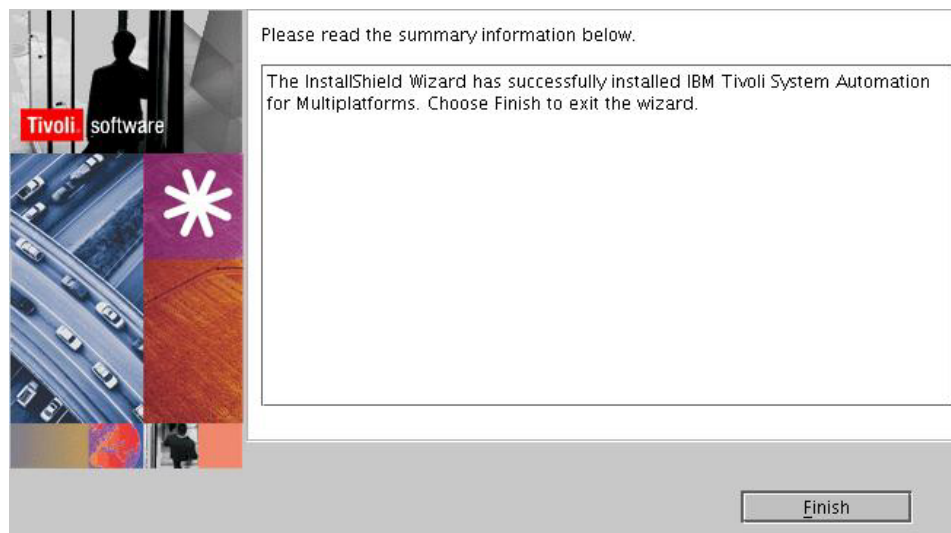 Please read the summary information below.
The InstallShield Wizard has successfully installed IBM Tivoli System Automation
for Multiplatforms. Choose Finish to exit the wizard.
Tivoli. software
Finish